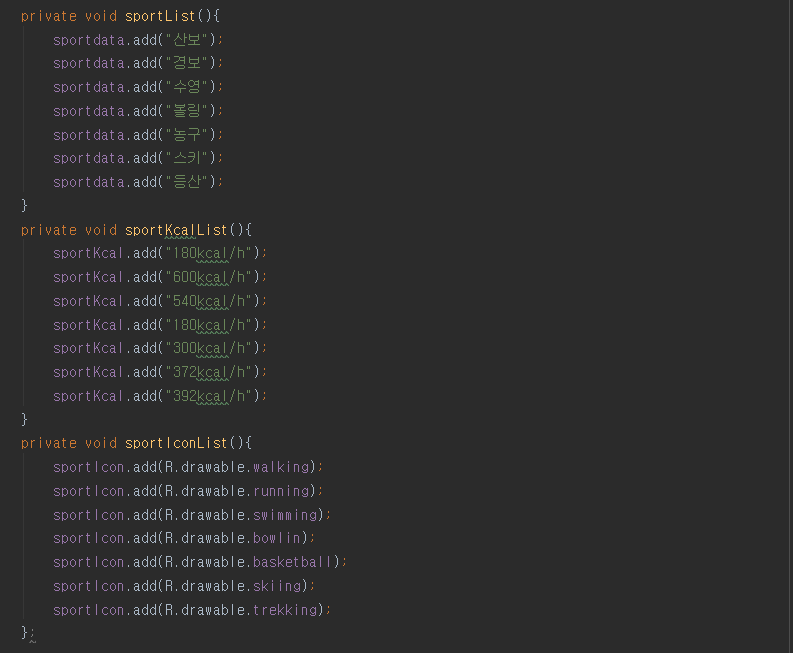 private void sportList(){
sportdata.add("산보");
sportdata.add("경보");
sportdata.add("수영");
sportdata.add("볼링");
sportdata.add("농구");
sportdata.add("스키");
sportdata.add("등산");
}
private void sportKcalList(){
sportKcal.add("180kcal/h");
sportKcal.add("600kcal/h");
sportKcal.add("540kcal/h");
sportKcal.add("180kcal/h");
sportKcal.add("300kcal/h");
sportKcal.add("372kcal/h");
sportKcal.add("392kcal/h");
}
private void sportIconList(){
sportIcon.add(R.drawable.walking);
sportIcon.add(R.drawable.running);
sportIcon.add(R.drawable.swimming);
sportIcon.add(R.drawable.bowlin);
sportIcon.add(R.drawable.basketball);
sportIcon.add(R.drawable.skiing);
sportIcon.add(R.drawable.trekking);
};